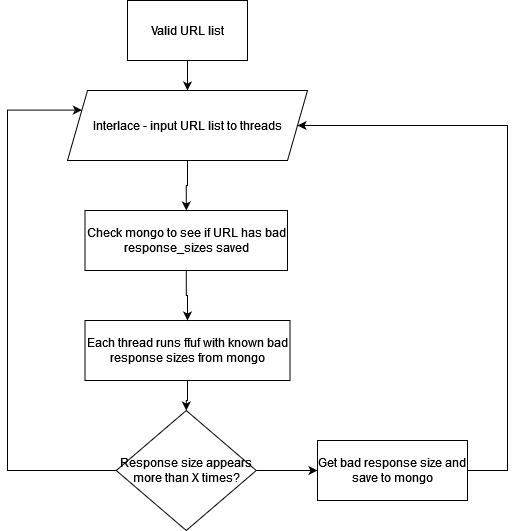 Valid URL list
Interlace - input URL list to threads
Check mongo to see if URL has bad
response_sizes saved
Each thread runs ffuf with known bad
response sizes from mongo
Response size appears
more than X times?
Get bad response size and
save to mongo